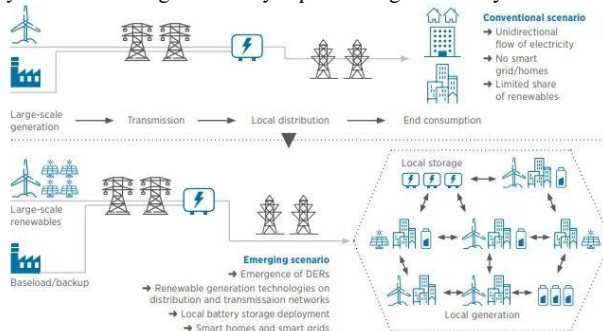 Conventional scenario
➔ Unidirectional
flow of electricity
➔ No smart
grid/homes
➔ Limited share
of renewables
Large-scale
generation
Transmission
Local distribution
End consumption
Large-scale
renewables
Baseload/backup
Emerging scenario
➔ Emergence of DERs
➔ Renewable generation technologies on
distribution and transmissaion networks
➔ Local battery storage deployment
➔ Smart homes and smart grids
Local storage
Local generation